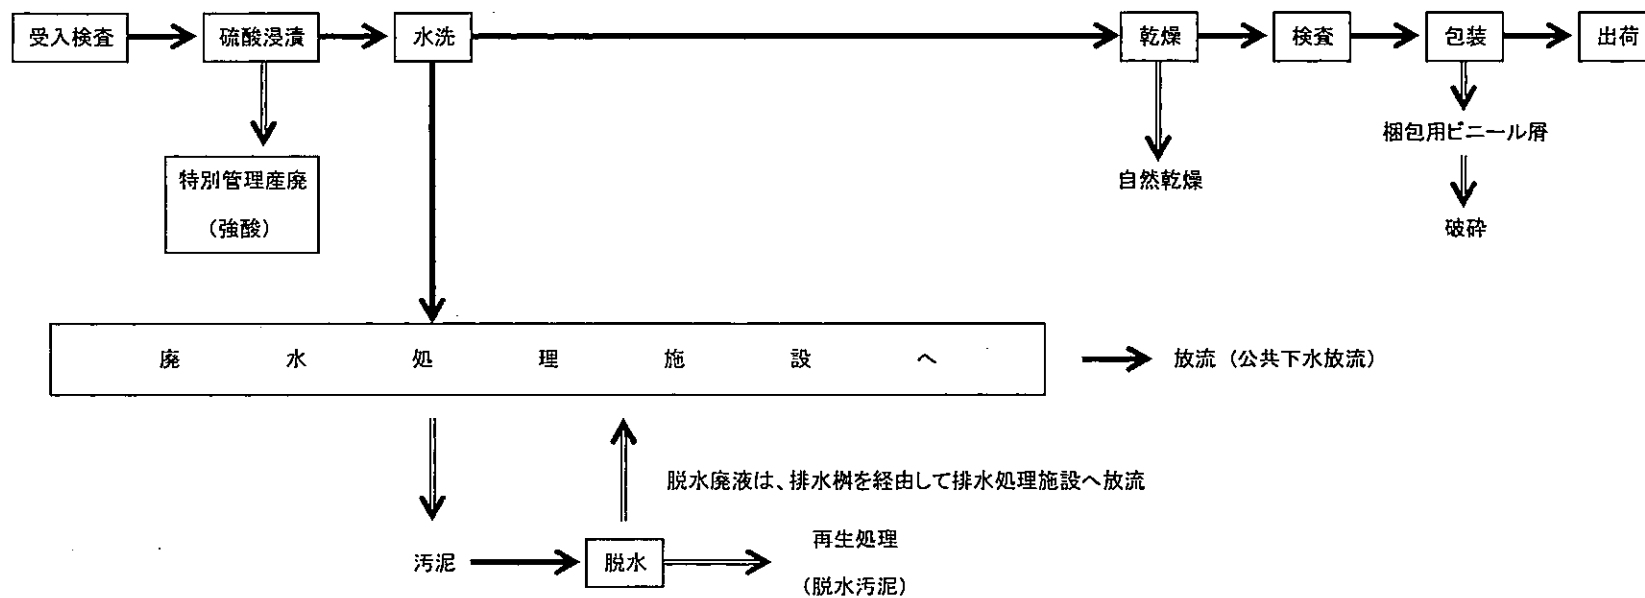 受入検査
硫酸浸漬
水洗
乾燥
検査
包装
出荷
梱包用ビニール屑
特別管理産廃
(強酸)
自然乾燥
破砕
廃水処理施設へ
放流（公共下水放流）
脱水廃液は、排水桝を経由して排水処理施設へ放流
汚泥
脱水
再生処理
(脱水汚泥)